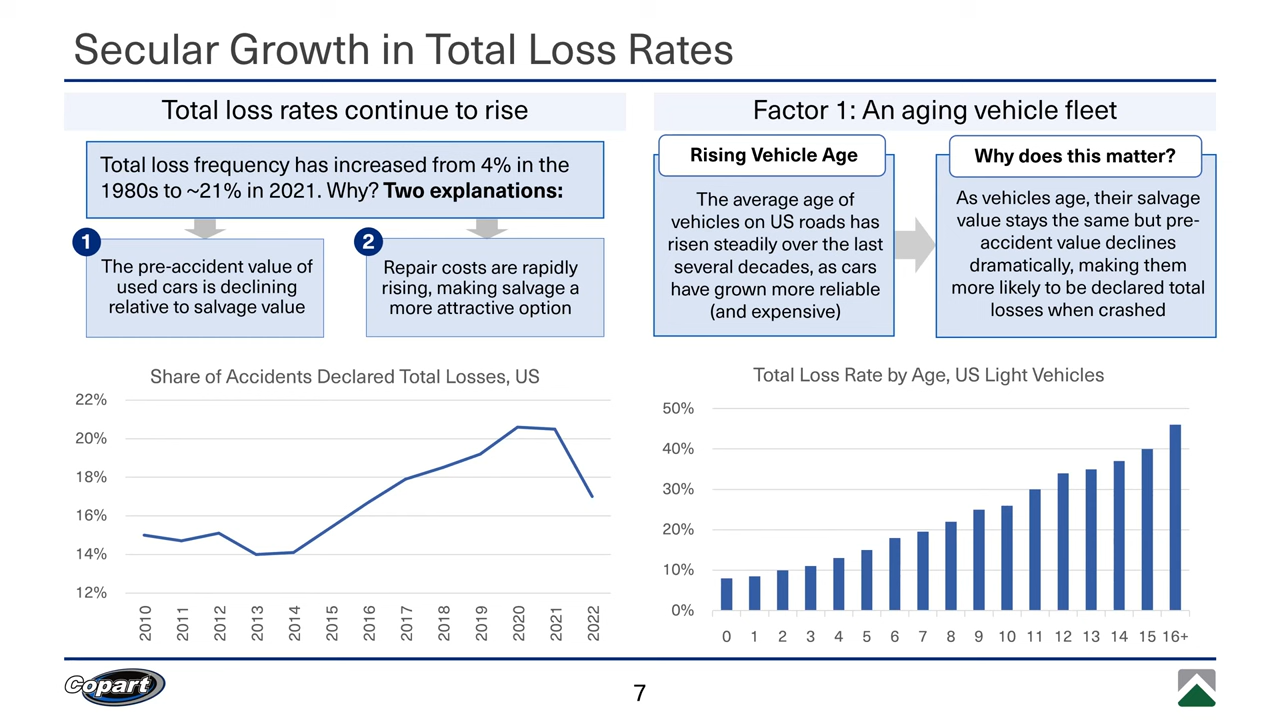 Secular Growth in Total Loss Rates
Total loss rates continue to rise
Total loss frequency has increased from 4% in the
1980s to ~21% in 2021. Why? Two explanations:
1
The pre-accident value of
used cars is declining
relative to salvage value
2
Repair costs are rapidly
rising, making salvage a
more attractive option
Share of Accidents Declared Total Losses, US
22%
20%
18%
16%
14%
12%
2010 2011 2012 2013 2014 2015 2016 2017 2018 2019 2020 2021 2022
Factor 1: An aging vehicle fleet
Rising Vehicle Age
The average age of
vehicles on US roads has
risen steadily over the last
several decades, as cars
have grown more reliable
(and expensive)
Why does this matter?
As vehicles age, their salvage
value stays the same but pre-
accident value declines
dramatically, making them
more likely to be declared total
losses when crashed
Total Loss Rate by Age, US Light Vehicles
50%
40%
30%
20%
10%
0%
0 1 2 3 4 5 6 7 8 9 10 11 12 13 14 15 16+
Copart
7